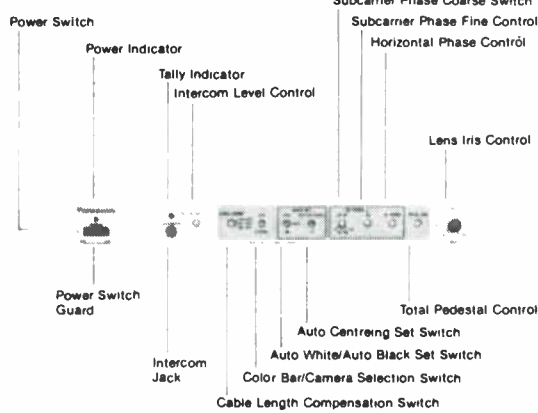 Subcarrier Phase Coarse Switch
Power Switch
Subcarrier Phase Fine Control
Power Indicator
Horizontal Phase Control
Tally Indicator
Intercom Level Control
Lens Iris Control
Power Switch
Guard
Total Pedestal Control
Auto Centreing Set Switch
Intercom
Jack
Auto White/Auto Black Set Switch
Color Bar/Camera Selection Switch
Cable Length Compensation Switch